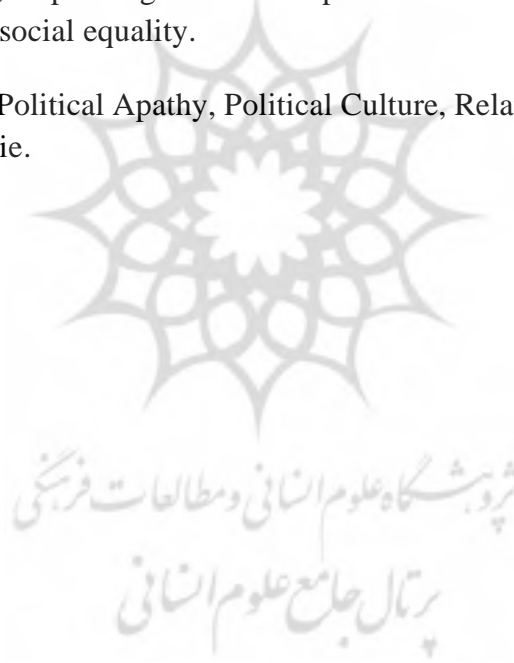 social equality.
Political Apathy, Political Culture, Rela
ie.
پژوهشگاه علوم انسانی و مطالعات فرهنگی
پرتال جامع علوم انسانی